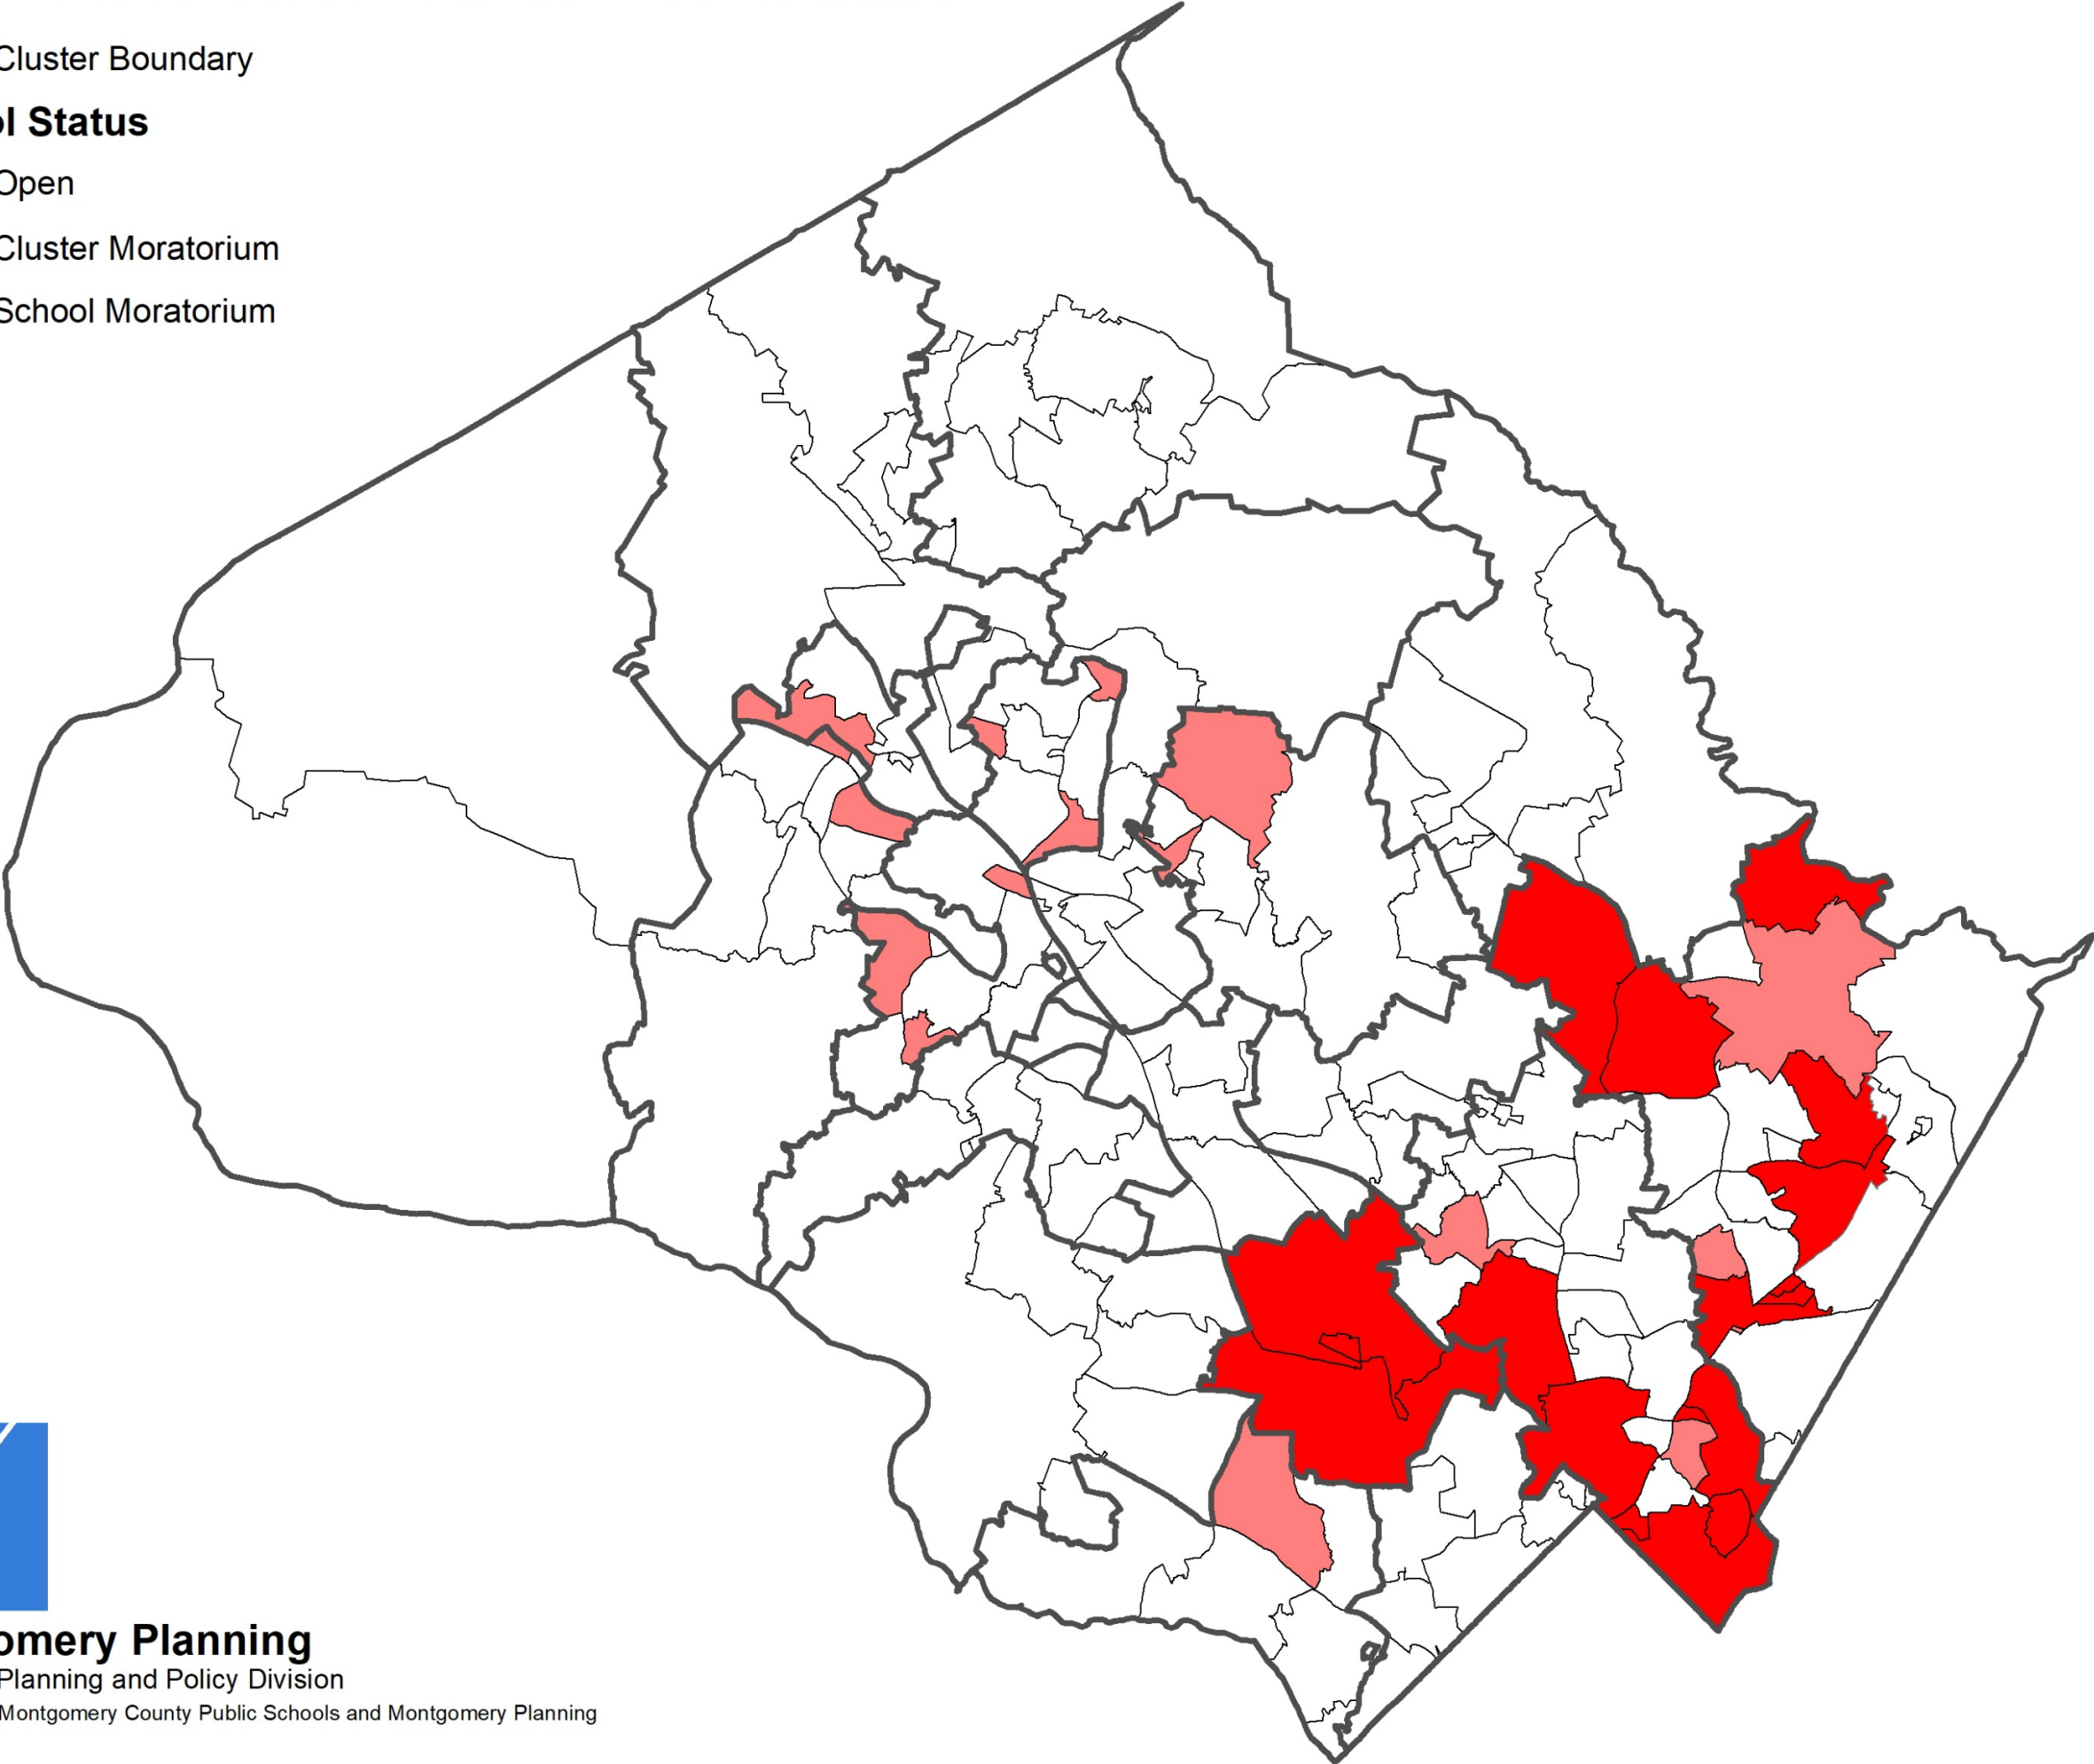 Cluster Boundary
ol Status
Open
Cluster Moratorium
School Moratorium
omery Planning
Planning and Policy Division
Montgomery County Public Schools and Montgomery Planning